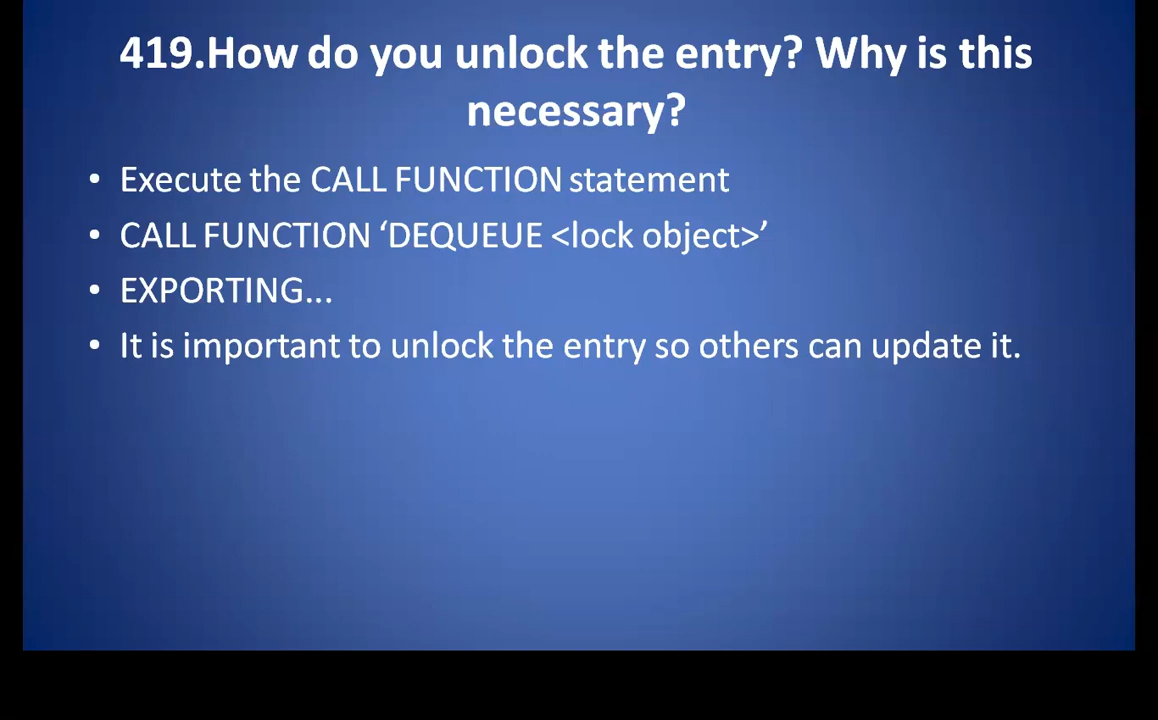 419.How do you unlock the entry? Why is this
necessary?
• Execute the CALL FUNCTION statement
• CALL FUNCTION ‘DEQUEUE <lock object>’
• EXPORTING...
• It is important to unlock the entry so others can update it.